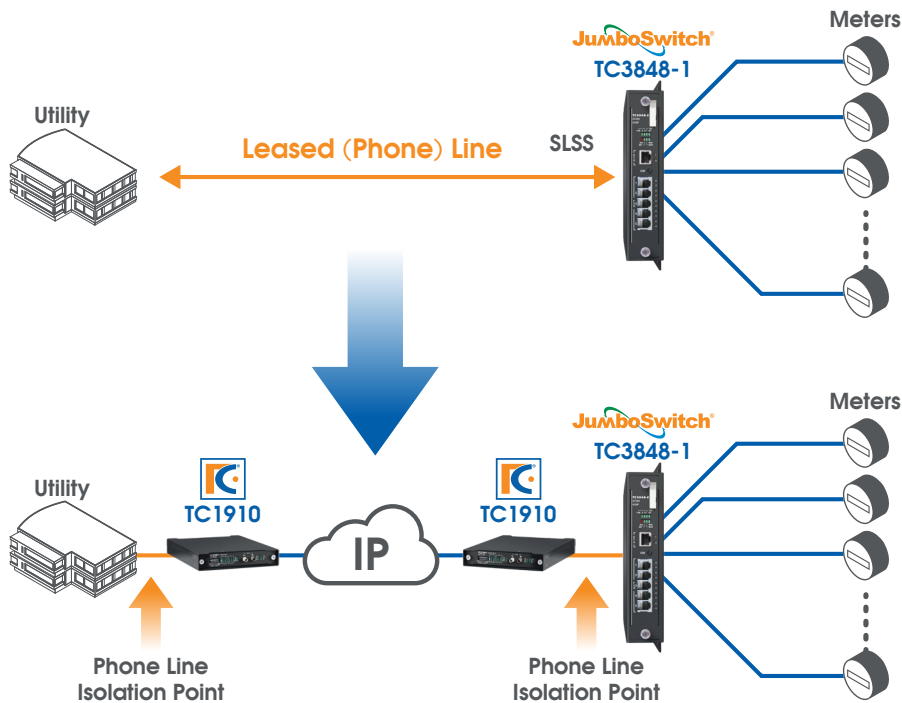 Meters
JumboSwitch®
TC3848-1
Utility
Leased (Phone) Line
SLSS
Meters
JumboSwitch®
TC3848-1
Utility
TC1910
TC1910
IP
Phone Line
Isolation Point
Phone Line
Isolation Point